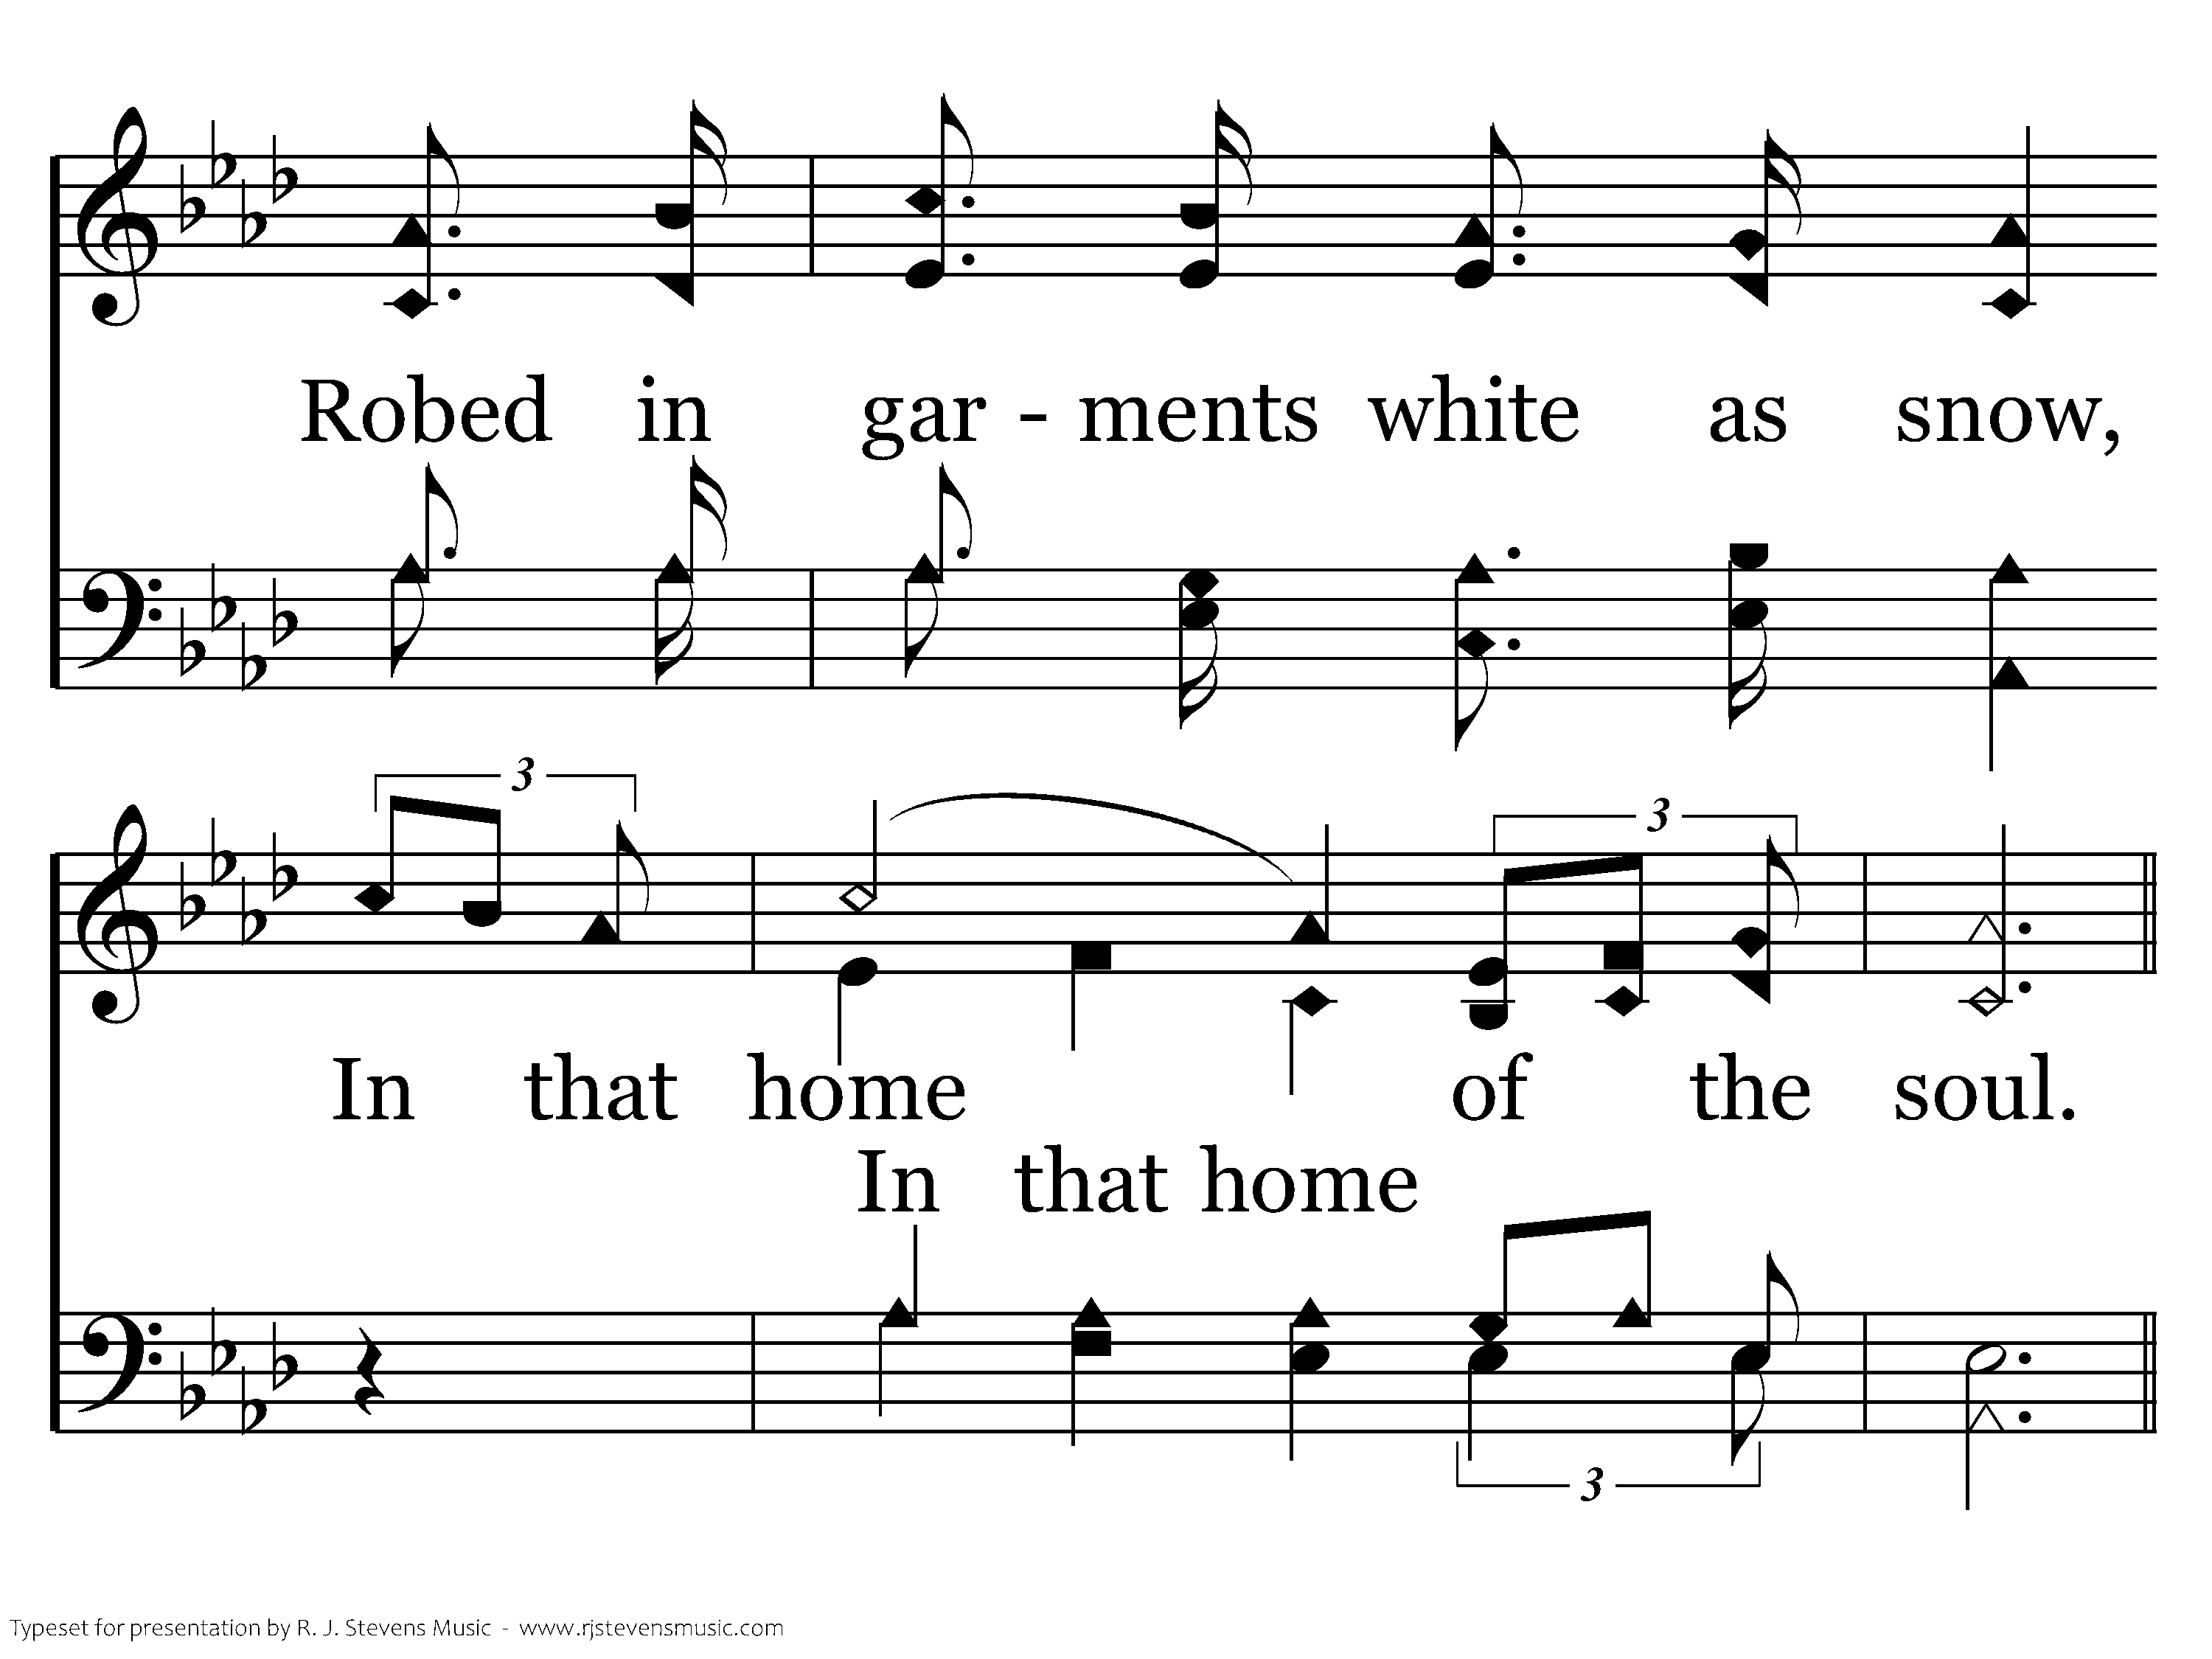 Robed in gar - ments white as snow,
3
3
In that home of the soul.
In that home
3
Typeset for presentation by R. J. Stevens Music - www.rjstevensmusic.com